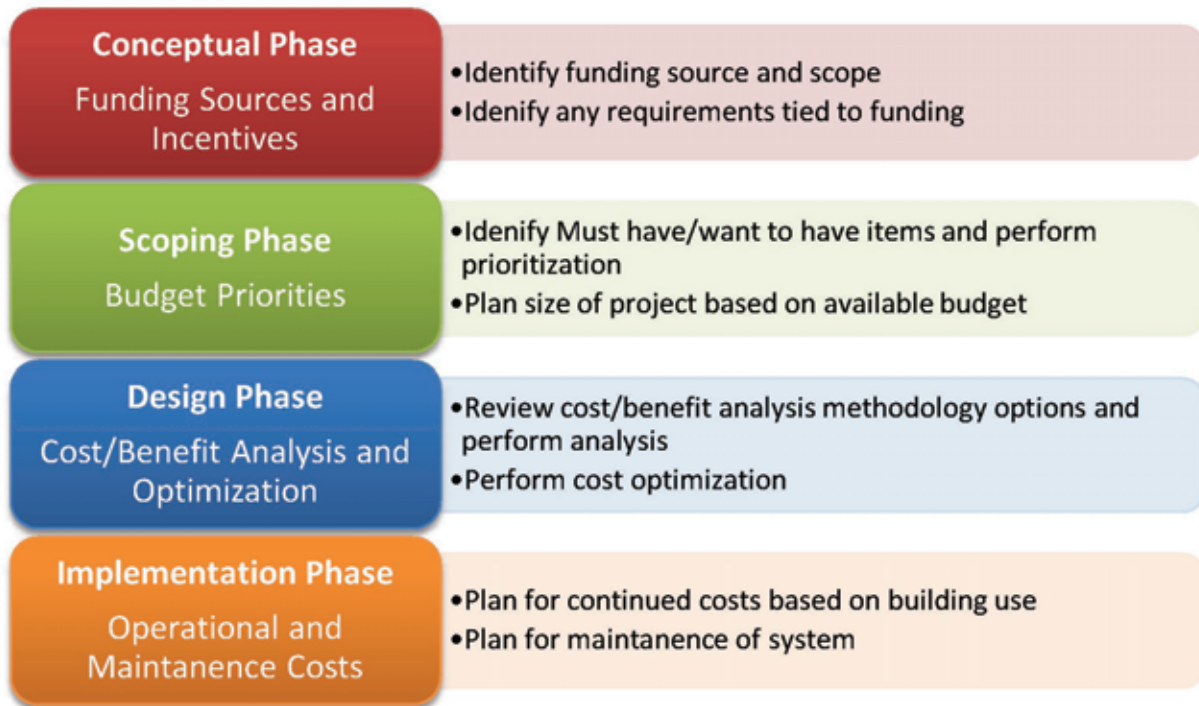 Conceptual Phase
Funding Sources and
Incentives
•Identify funding source and scope
•Identify any requirements tied to funding
Scoping Phase
Budget Priorities
•Identify Must have/want to have items and perform
prioritization
•Plan size of project based on available budget
Design Phase
Cost/Benefit Analysis and
Optimization
•Review cost/benefit analysis methodology options and
perform analysis
•Perform cost optimization
Implementation Phase
Operational and
Maintanence Costs
•Plan for continued costs based on building use
•Plan for maintanence of system